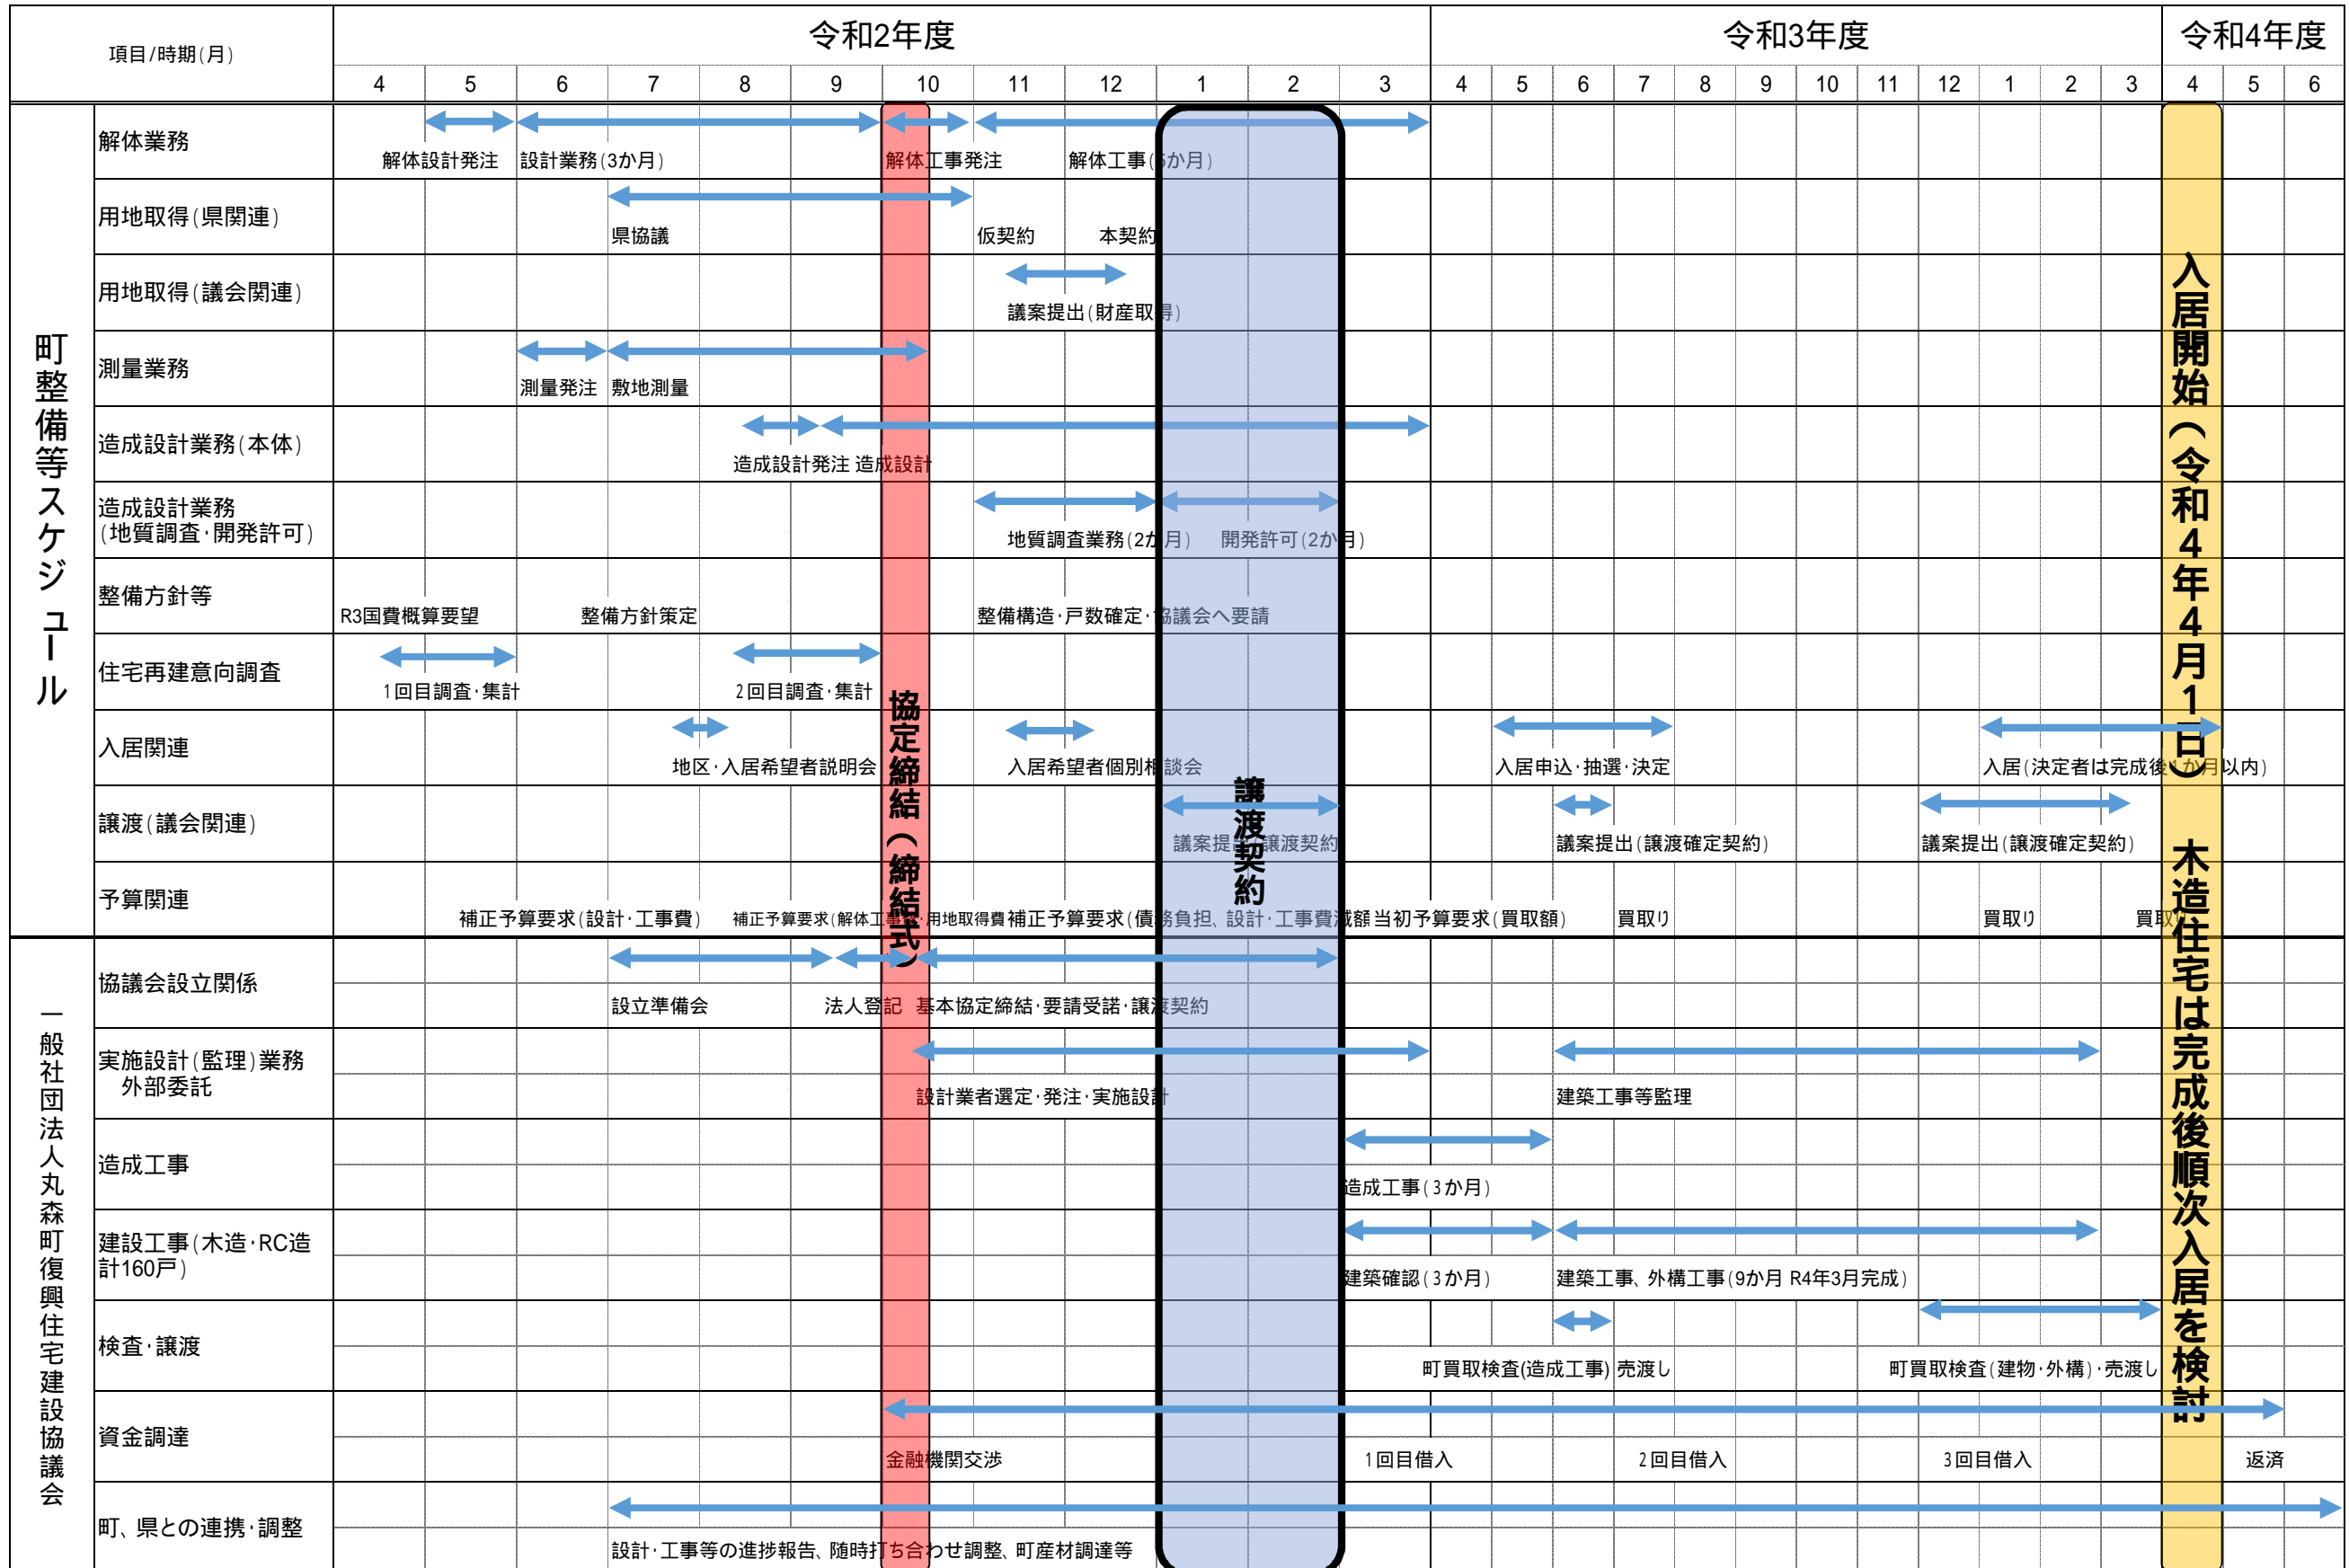 項目/時期(月)
令和2年度
令和3年度
令和4年度
4 5 6 7 8 9 10 11 12 1 2 3 4 5 6 7 8 9 10 11 12 1 2 3 4 5 6
町整備等スケジュール
解体業務
解体設計発注 設計業務(3か月) 解体工事発注 解体工事(5か月)
用地取得(県関連)
県協議 仮契約 本契約
用地取得(議会関連)
議案提出(財産取得)
測量業務
測量発注 敷地測量
造成設計業務(本体)
造成設計発注 造成設計
造成設計業務
(地質調査・開発許可)
地質調査業務(2か月) 開発許可(2か月)
整備方針等
R3国費概算要望 整備方針策定 整備構造・戸数確定・協議会へ要請
住宅再建意向調査
1回目調査・集計 2回目調査・集計
入居関連
地区・入居希望者説明会 入居希望者個別相談会 入居申込・抽選・決定 入居(決定者は完成後1か月以内)
譲渡(議会関連)
議案提出(譲渡契約 議案提出(譲渡確定契約) 議案提出(譲渡確定契約)
予算関連
補正予算要求(設計・工事費) 補正予算要求(解体工事費・用地取得費 補正予算要求(債務負担、設計・工事費減額 当初予算要求(買取額) 買取り 買取り 買取り
協定締結(締結式)
譲渡契約
入居開始(令和4年4月1日) 木造住宅は完成後順次入居を検討
一般社団法人丸森町復興住宅建設協議会
協議会設立関係
設立準備会 法人登記 基本協定締結・要請受諾・譲渡契約
実施設計(監理)業務
外部委託
設計業者選定・発注・実施設計 建築工事等監理
造成工事
造成工事(3か月)
建設工事(木造・RC造
計160戸)
建築確認(3か月) 建築工事、外構工事(9か月 R4年3月完成)
検査・譲渡
町買取検査(造成工事) 売渡し 町買取検査(建物・外構)・売渡し
資金調達
金融機関交渉 1回目借入 2回目借入 3回目借入 返済
町、県との連携・調整
設計・工事等の進捗報告、随時打ち合わせ調整、町産材調達等